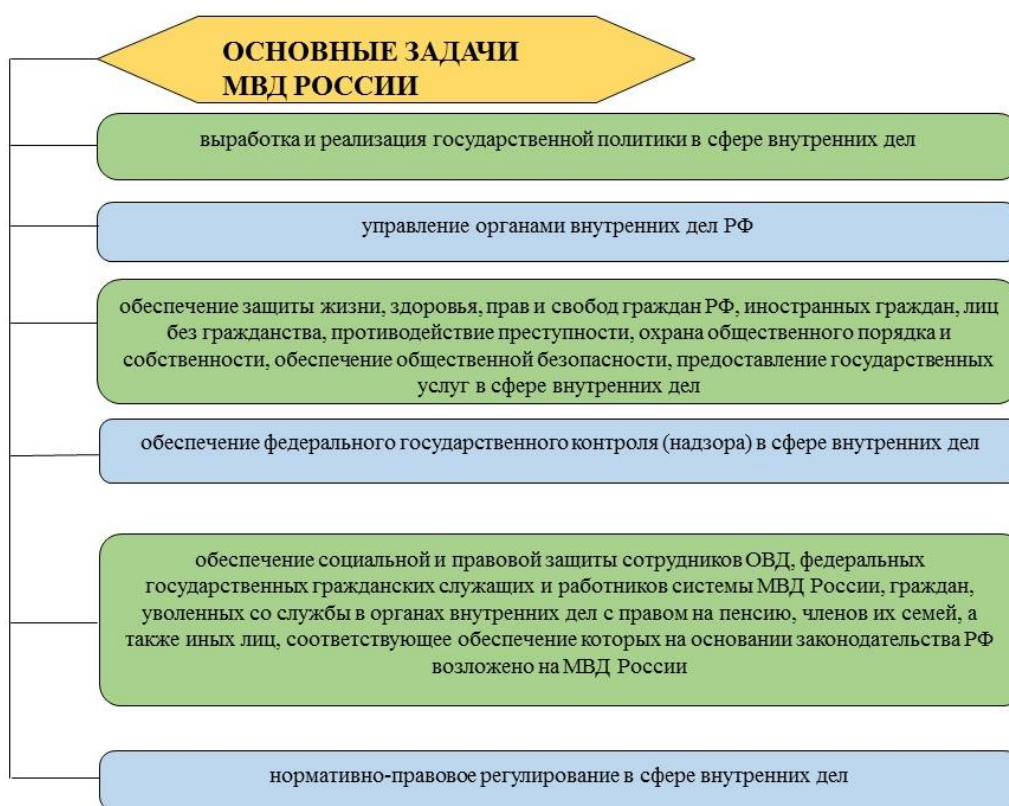 ОСНОВНЫЕ ЗАДАЧИ
МВД РОССИИ
выработка и реализация государственной политики в сфере внутренних дел
управление органами внутренних дел РФ
обеспечение защиты жизни, здоровья, прав и свобод граждан РФ, иностранных граждан, лиц
без гражданства, противодействие преступности, охрана общественного порядка и
собственности, обеспечение общественной безопасности, предоставление государственных
услуг в сфере внутренних дел
обеспечение федерального государственного контроля (надзора) в сфере внутренних дел
обеспечение социальной и правовой защиты сотрудников ОВД, федеральных
государственных гражданских служащих и работников системы МВД России, граждан,
уволенных со службы в органах внутренних дел с правом на пенсию, членов их семей, а
также иных лиц, соответствующее обеспечение которых на основании законодательства РФ
возложено на МВД России
нормативно-правовое регулирование в сфере внутренних дел